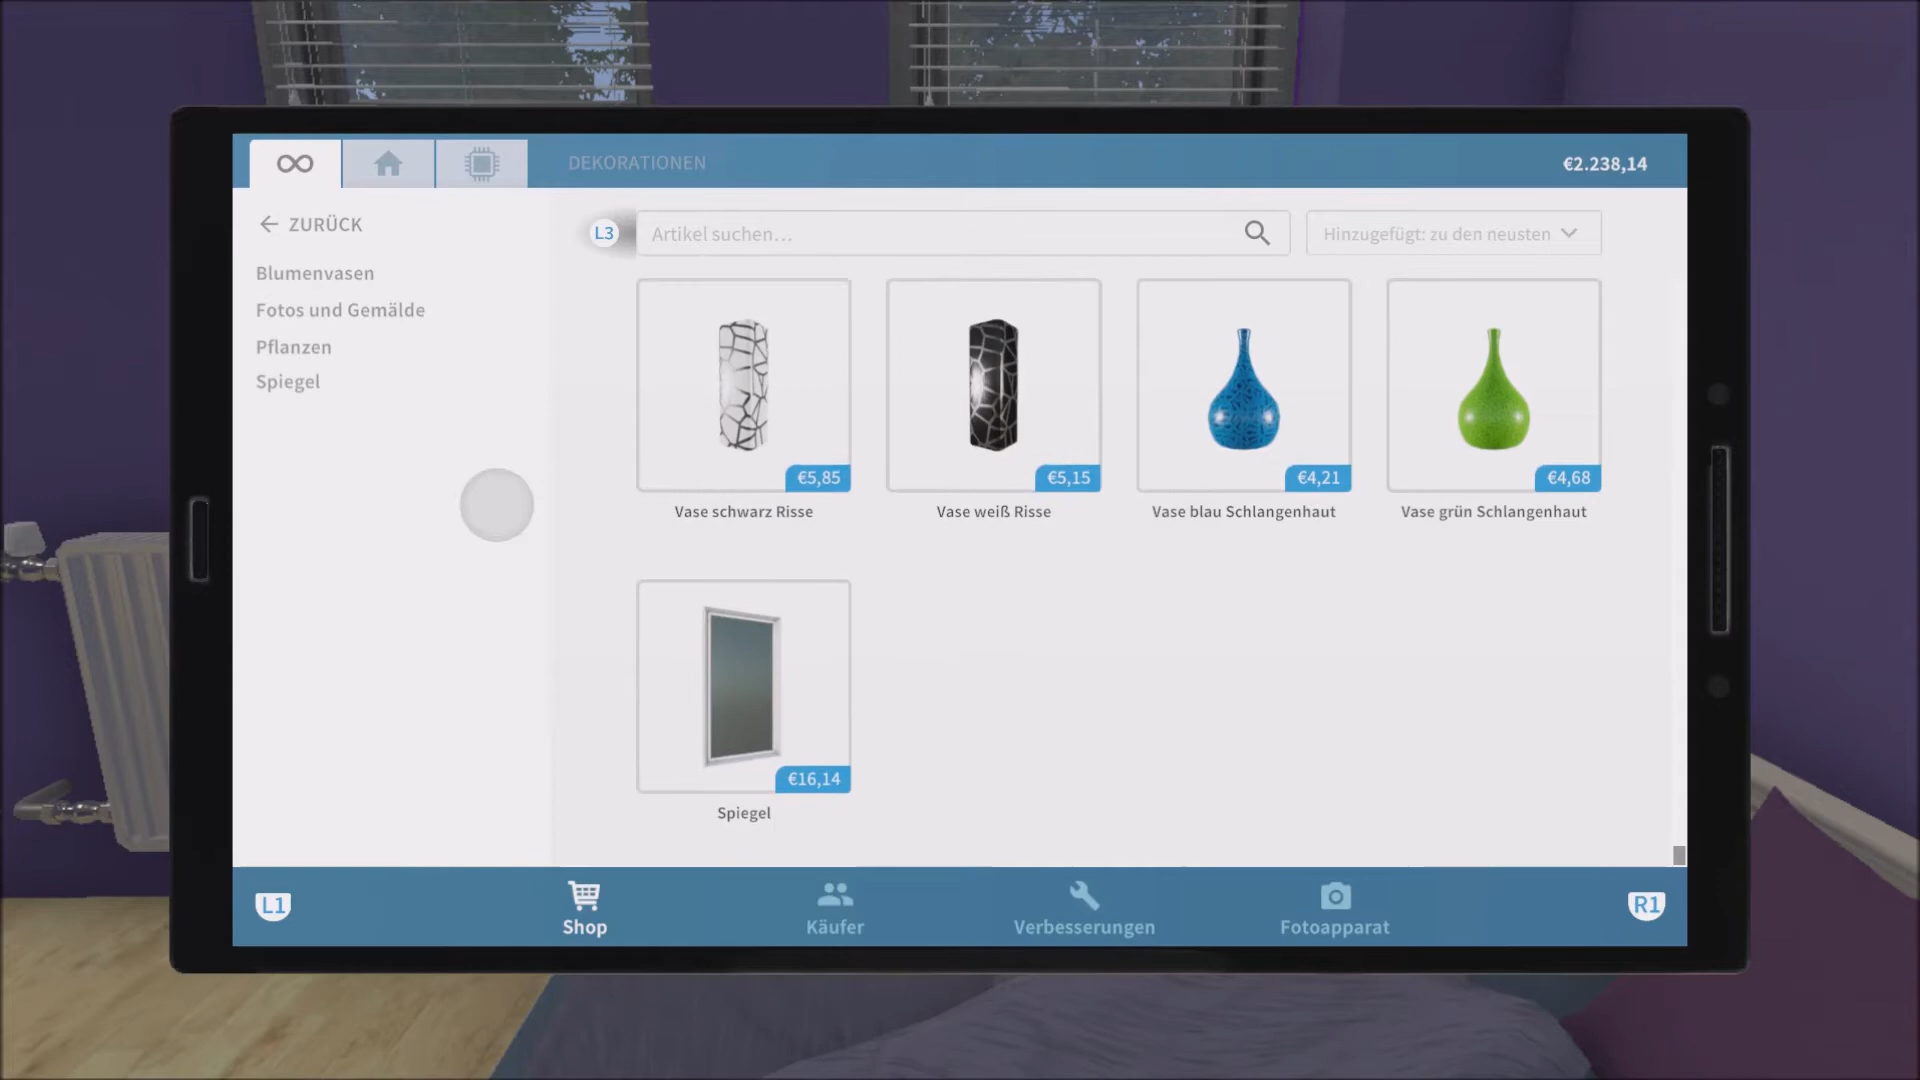 DEKORATIONEN
€2.238,14
ZURÜCK
Blumenvasen
Fotos und Gemälde
Pflanzen
Spiegel
L3
Artikel suchen...
Hinzugefügt: zu den neusten
€5,85
€5,15
€4,21
€4,68
Vase schwarz Risse
Vase weiß Risse
Vase blau Schlangenhaut
Vase grün Schlangenhaut
€16,14
Spiegel
L1
Shop
Käufer
Verbesserungen
Fotoapparat
R1